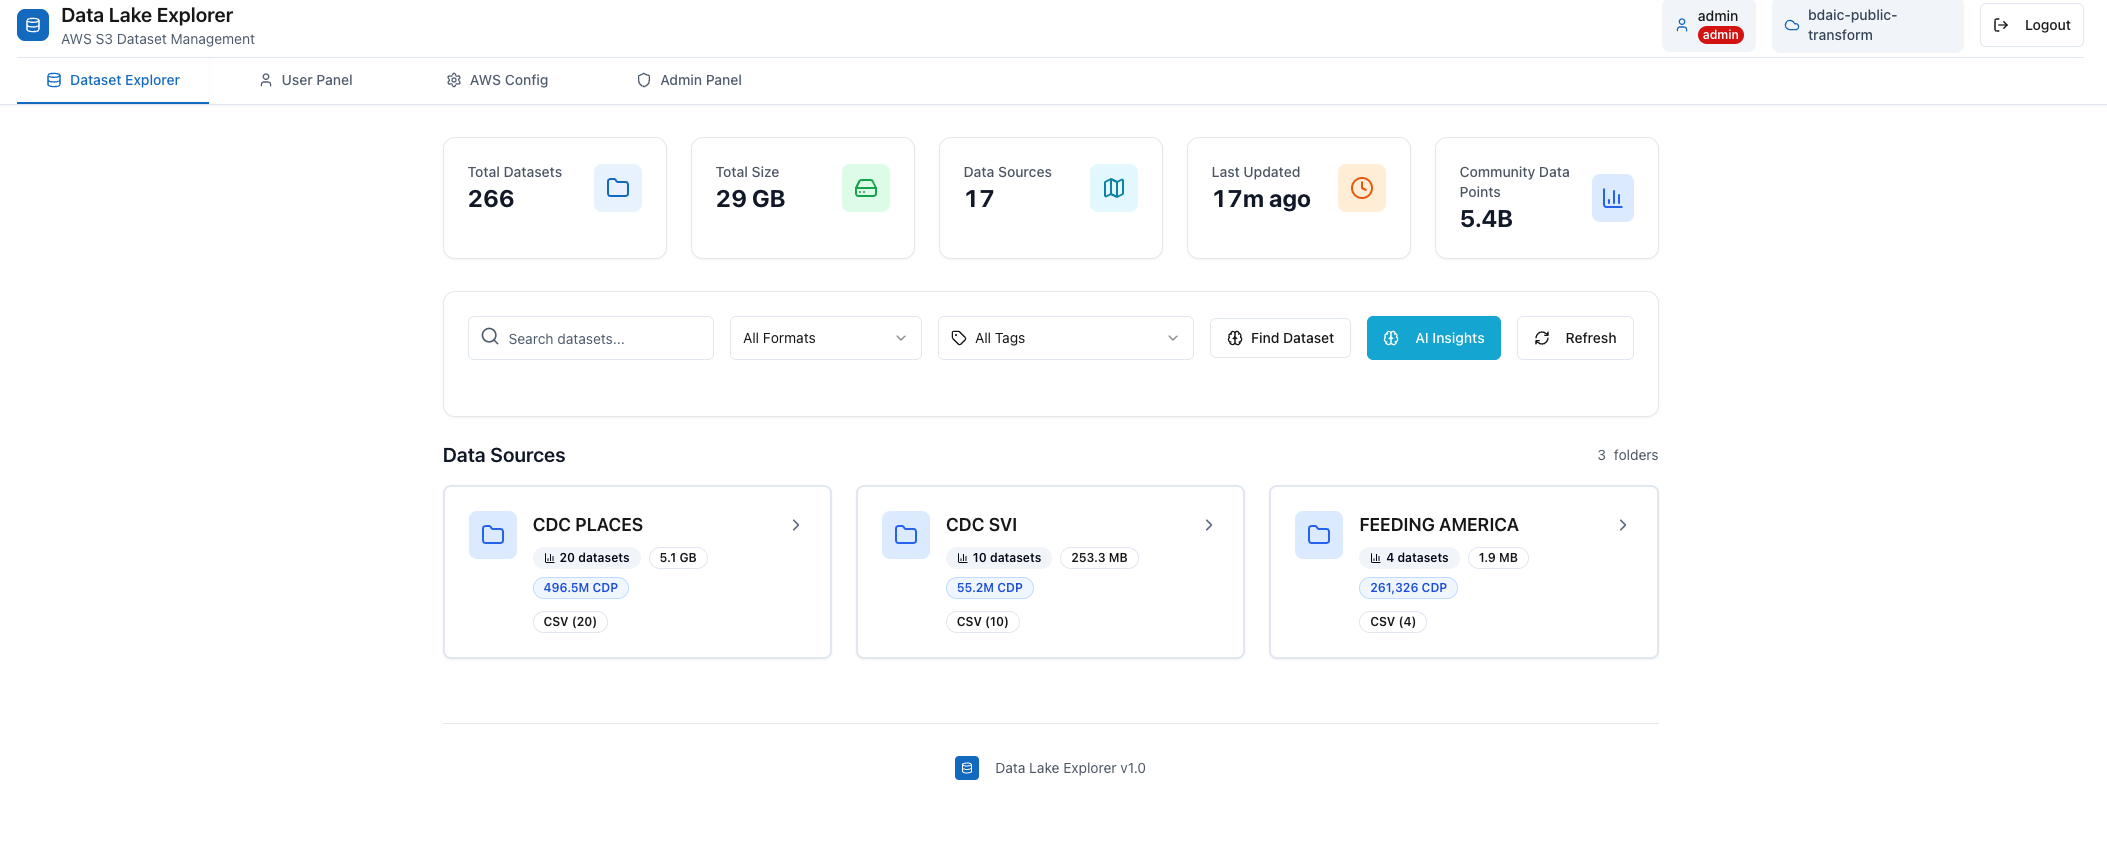 Data Lake Explorer
AWS S3 Dataset Management
admin
admin
bdaic-public-
transform
Logout
Dataset Explorer
User Panel
AWS Config
Admin Panel
Total Datasets
266
Total Size
29 GB
Data Sources
17
Last Updated
17m ago
Community Data
Points
5.4B
Search datasets...
All Formats
All Tags
Find Dataset
AI Insights
Refresh
Data Sources
3 folders
CDC PLACES
20 datasets
5.1 GB
496.5M CDP
CSV (20)
CDC SVI
10 datasets
253.3 MB
55.2M CDP
CSV (10)
FEEDING AMERICA
4 datasets
1.9 MB
261,326 CDP
CSV (4)
Data Lake Explorer v1.0